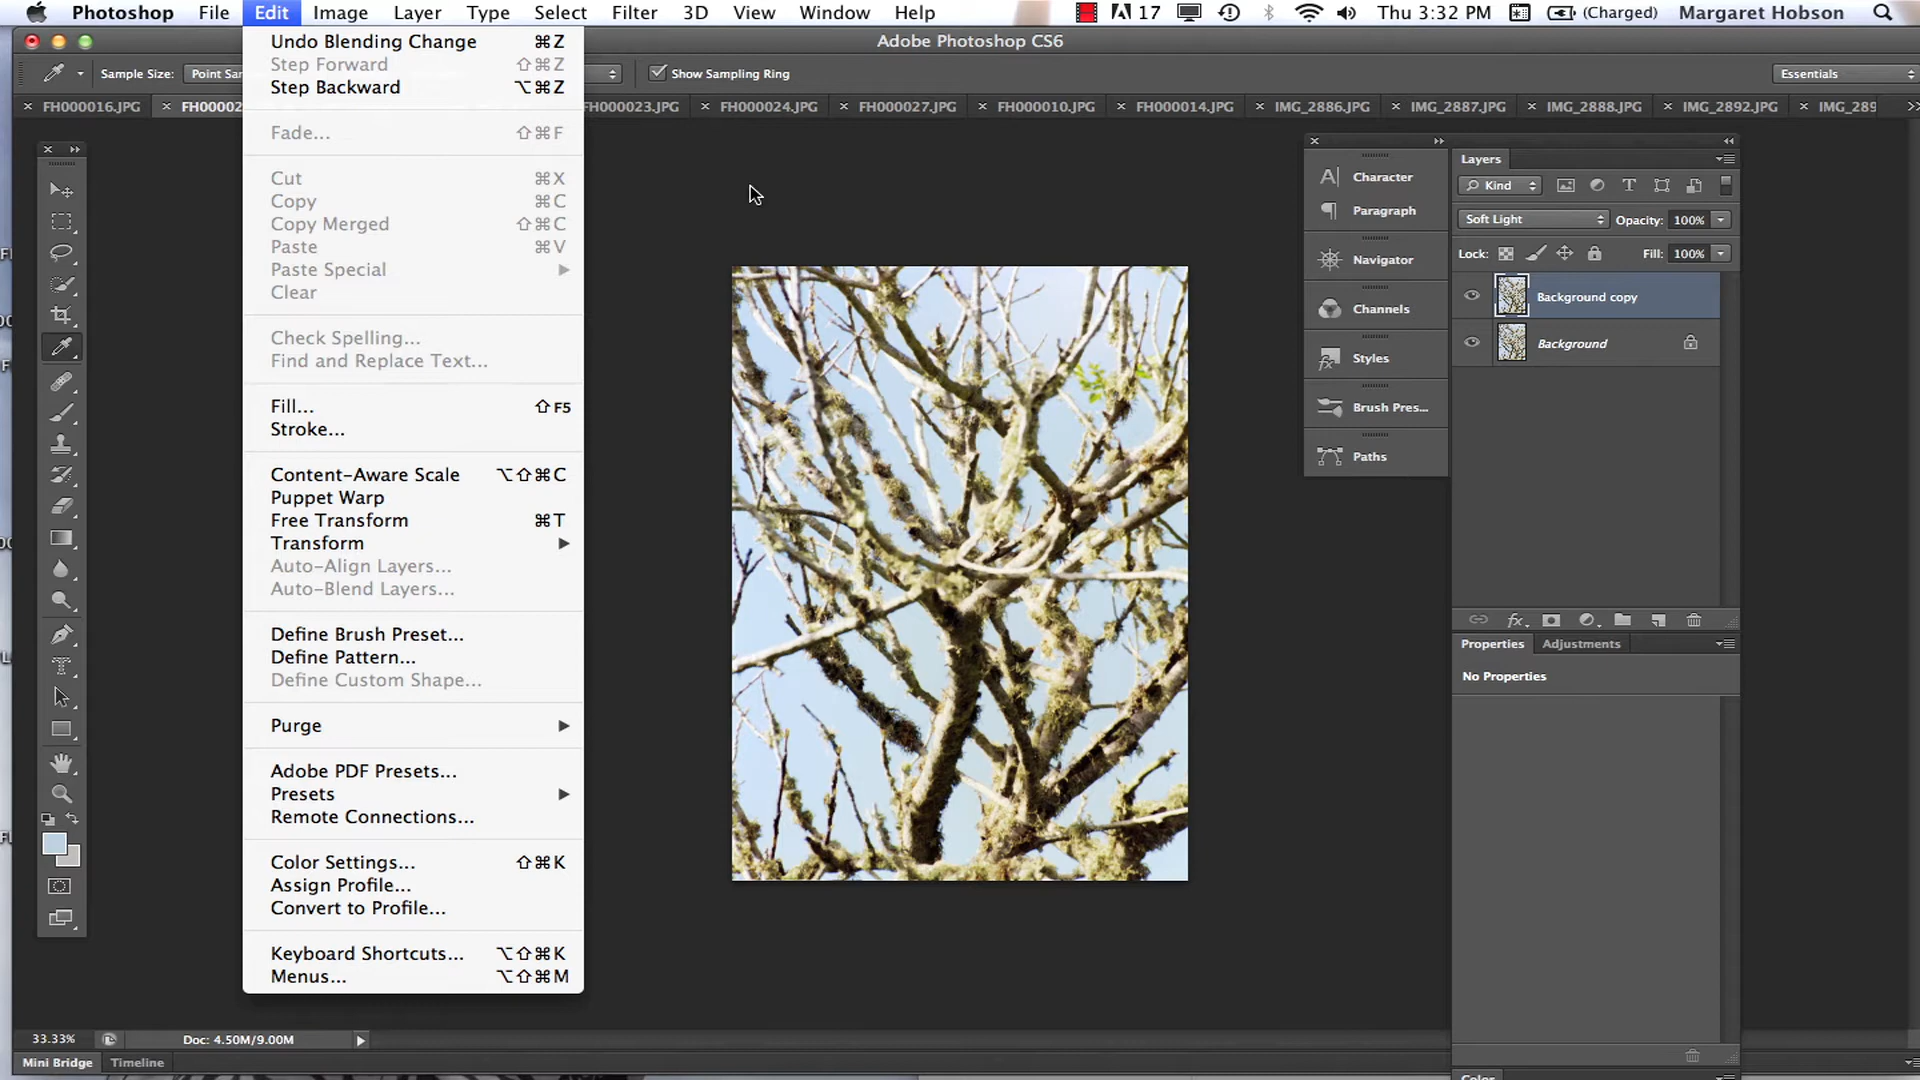 Photoshop File Edit Image Layer Type Select Filter 3D View Window Help 17 Thu 3:32 PM (Charged) Margaret Hobson
Adobe Photoshop CS6
Sample Size: Point Sam Show Sampling Ring Essentials
FH000016.JPG FH00002 FH000023.JPG FH000024.JPG FH000027.JPG FH000010.JPG FH000014.JPG IMG_2886.JPG IMG_2887.JPG IMG_2888.JPG IMG_2892.JPG IMG_289
Undo Blending Change ⌘Z
Step Forward ⇧⌘Z
Step Backward ⌥⌘Z
Fade... ⇧⌘F
Cut ⌘X
Copy ⌘C
Copy Merged ⇧⌘C
Paste ⌘V
Paste Special
Clear
Check Spelling...
Find and Replace Text...
Fill... ⇧F5
Stroke...
Content-Aware Scale ⌥⇧⌘C
Puppet Warp
Free Transform ⌘T
Transform
Auto-Align Layers...
Auto-Blend Layers...
Define Brush Preset...
Define Pattern...
Define Custom Shape...
Purge
Adobe PDF Presets...
Presets
Remote Connections...
Color Settings... ⇧⌘K
Assign Profile...
Convert to Profile...
Keyboard Shortcuts... ⌥⇧⌘K
Menus... ⌥⇧⌘M
Character
Paragraph
Navigator
Channels
Styles
Brush Pres...
Paths
Layers
Kind
Soft Light Opacity: 100%
Lock: Fill: 100%
Background copy
Background
Properties Adjustments
No Properties
33.33% Doc: 4.50M/9.00M
Mini Bridge Timeline
Color